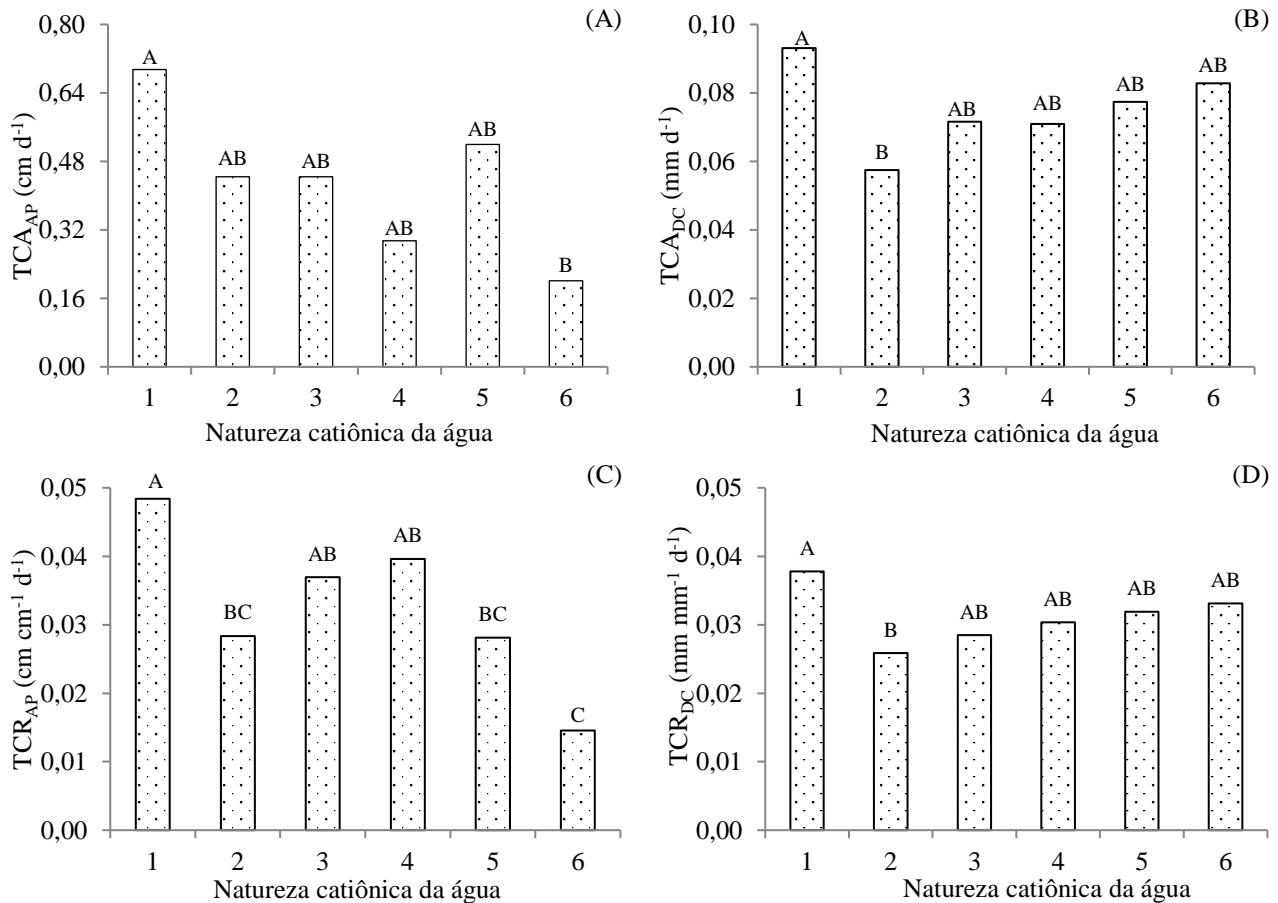 (A)
TCA_AP (cm d^-1)
0,80
0,64
0,48
0,32
0,16
0,00
A
AB
AB
AB
AB
B
1 2 3 4 5 6
Natureza catiônica da água
(B)
TCA_DC (mm d^-1)
0,10
0,08
0,06
0,04
0,02
0,00
A
B
AB
AB
AB
AB
1 2 3 4 5 6
Natureza catiônica da água
(C)
TCR_AP (cm cm^-1 d^-1)
0,05
0,04
0,03
0,02
0,01
0,00
A
BC
AB
AB
BC
C
1 2 3 4 5 6
Natureza catiônica da água
(D)
TCR_DC (mm mm^-1 d^-1)
0,05
0,04
0,03
0,02
0,01
0,00
A
B
AB
AB
AB
AB
1 2 3 4 5 6
Natureza catiônica da água